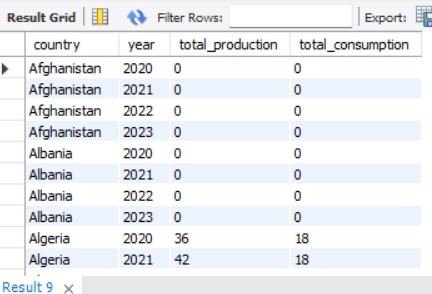 Result Grid Filter Rows: Export:
country year total_production total_consumption
Afghanistan 2020 0 0
Afghanistan 2021 0 0
Afghanistan 2022 0 0
Afghanistan 2023 0 0
Albania 2020 0 0
Albania 2021 0 0
Albania 2022 0 0
Albania 2023 0 0
Algeria 2020 36 18
Algeria 2021 42 18
Result 9 ×